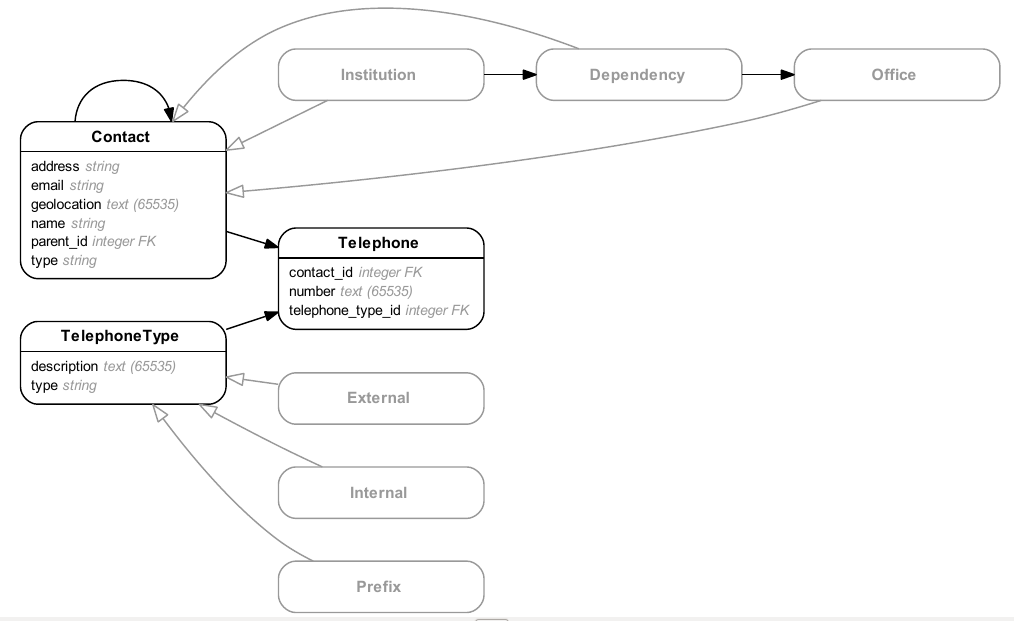 Institution
Dependency
Office
Contact
address string
email string
geolocation text (65535)
name string
parent_id integer FK
type string
Telephone
contact_id integer FK
number text (65535)
telephone_type_id integer FK
TelephoneType
description text (65535)
type string
External
Internal
Prefix